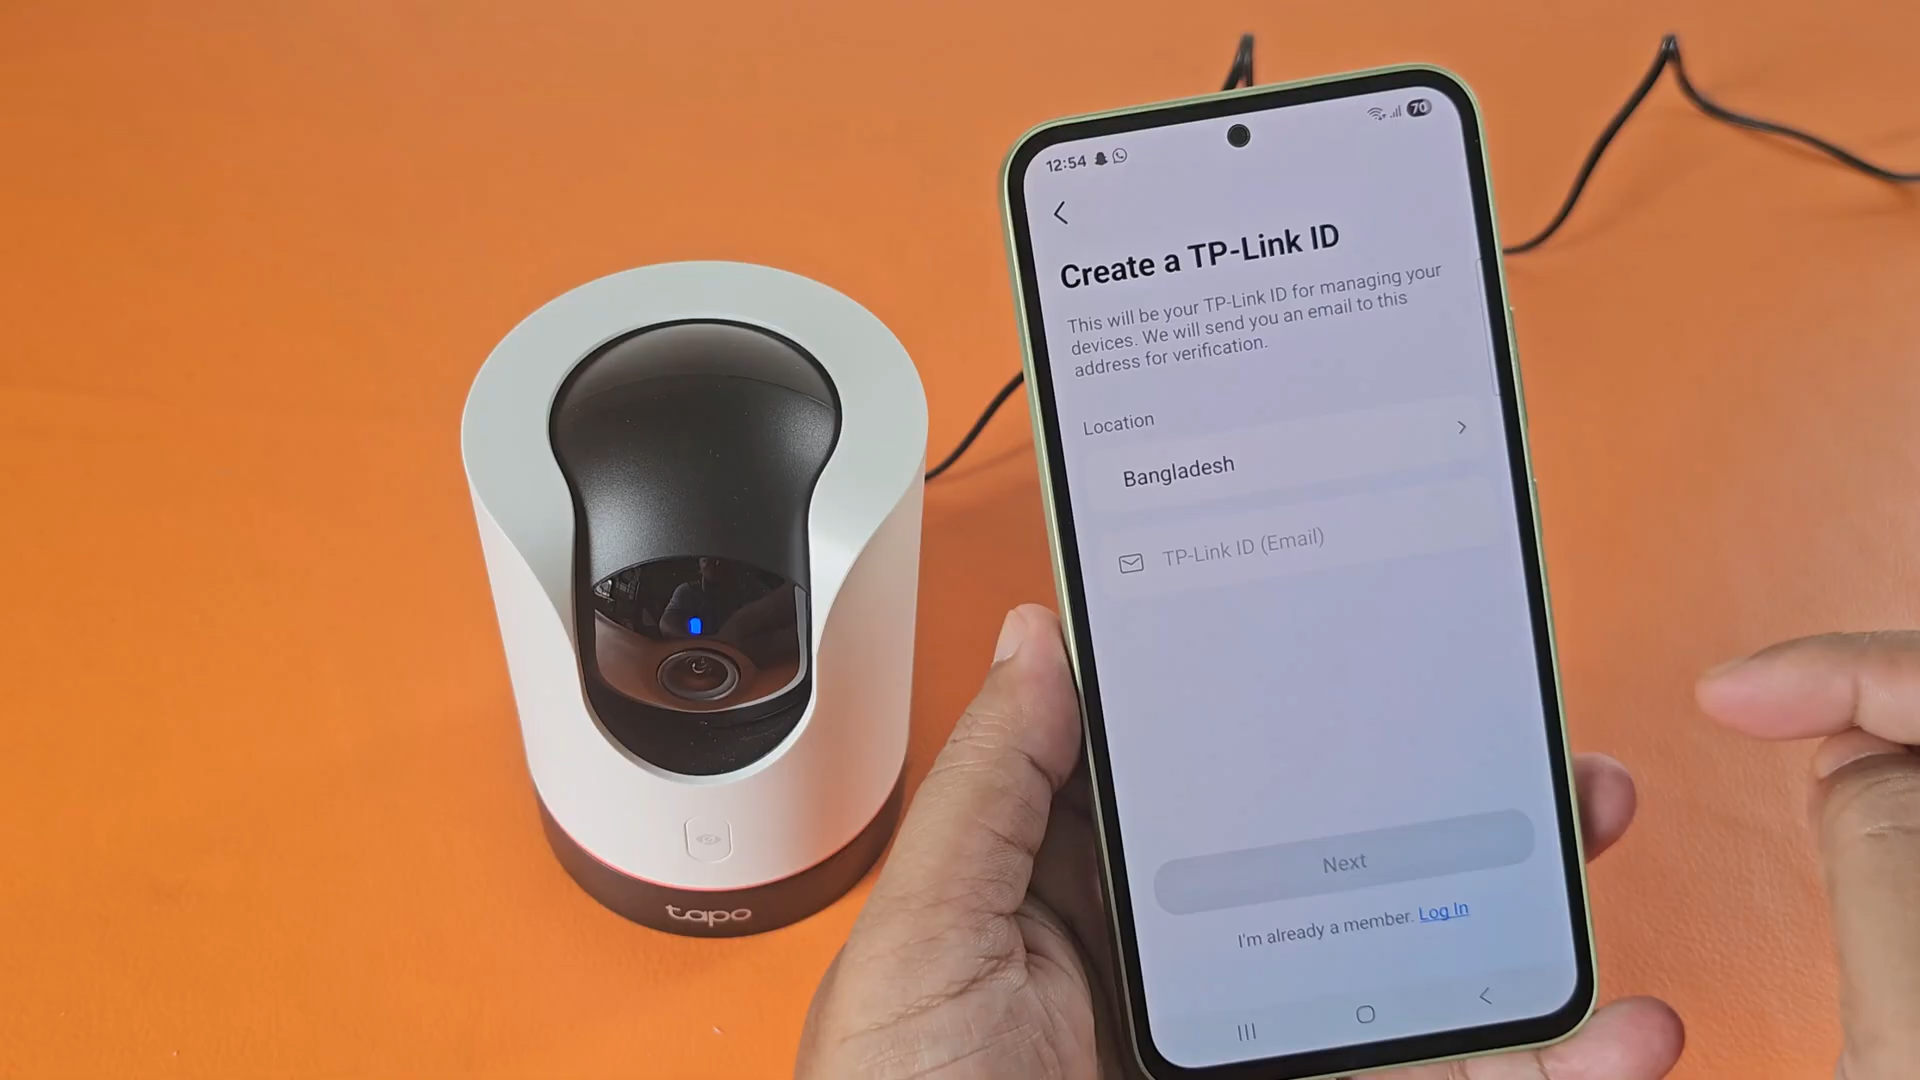 12:54
70
Create a TP-Link ID
This will be your TP-Link ID for managing your
devices. We will send you an email to this
address for verification.
Location
Bangladesh
TP-Link ID (Email)
Next
I'm already a member. Log In
tapo